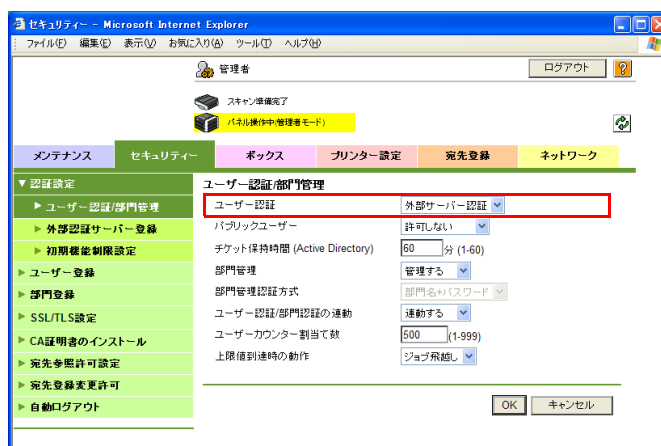 セキュリティー - Microsoft Internet Explorer
ファイル(F) 編集(E) 表示(V) お気に入り(A) ツール(T) ヘルプ(H)
管理者 ログアウト ?
スキャン準備完了
パネル操作中(管理者モード)
メンテナンス セキュリティー ボックス プリンター設定 宛先登録 ネットワーク
▼認証設定
▶ユーザー認証/部門管理
▶外部認証サーバー登録
▶初期機能制限設定
▶ユーザー登録
▶部門登録
▶SSL/TLS設定
▶CA証明書のインストール
▶宛先参照許可設定
▶宛先登録変更許可
▶自動ログアウト
ユーザー認証/部門管理
ユーザー認証 外部サーバー認証
パブリックユーザー 許可しない
チケット保持時間 (Active Directory) 60 分 (1-60)
部門管理 管理する
部門管理認証方式 部門名+パスワード
ユーザー認証/部門認証の連動 連動する
ユーザーカウンター割当て数 500 (1-999)
上限値到達時の動作 ジョブ飛越し
OK キャンセル